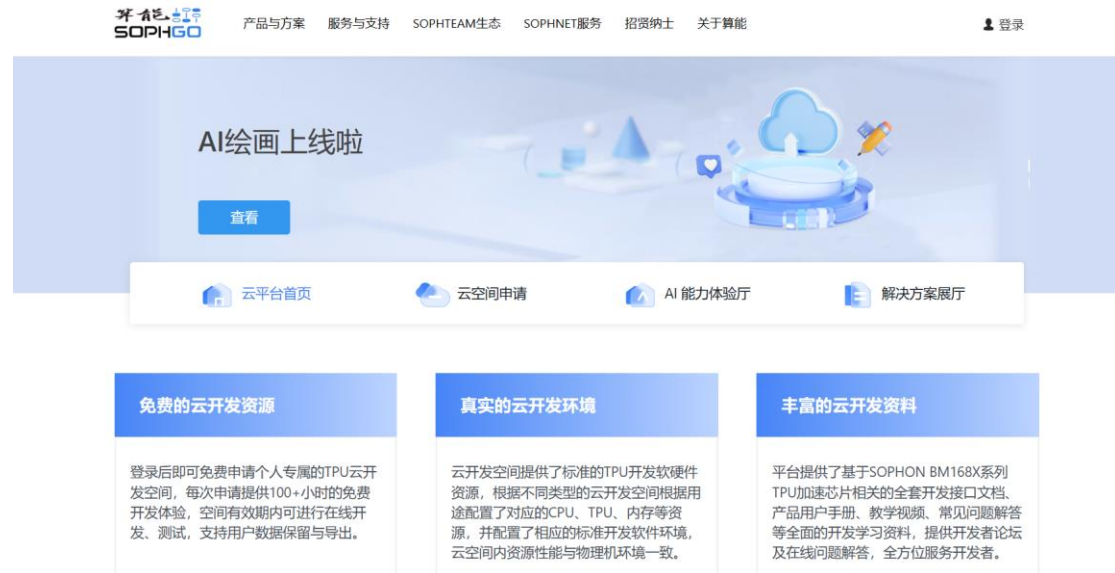 算能
SOPHGO
产品与方案 服务与支持 SOPHTEAM生态 SOPHNET服务 招贤纳士 关于算能 登录
AI绘画上线啦
查看
云平台首页 云空间申请 AI 能力体验厅 解决方案展厅
免费的云开发资源
登录后即可免费申请个人专属的TPU云开
发空间，每次申请提供100+小时的免费
开发体验，空间有效期内可进行在线开
发、测试，支持用户数据保留与导出。
真实的云开发环境
云开发空间提供了标准的TPU开发软硬件
资源，根据不同类型的云开发空间根据用
途配置了对应的CPU、TPU、内存等资
源，并配置了相应的标准开发软件环境，
云空间内资源性能与物理机环境一致。
丰富的云开发资料
平台提供了基于SOPHON BM168X系列
TPU加速芯片相关的全套开发接口文档、
产品用户手册、教学视频、常见问题解答
等全面的开发学习资料，提供开发者论坛
及在线问题解答，全方位服务开发者。